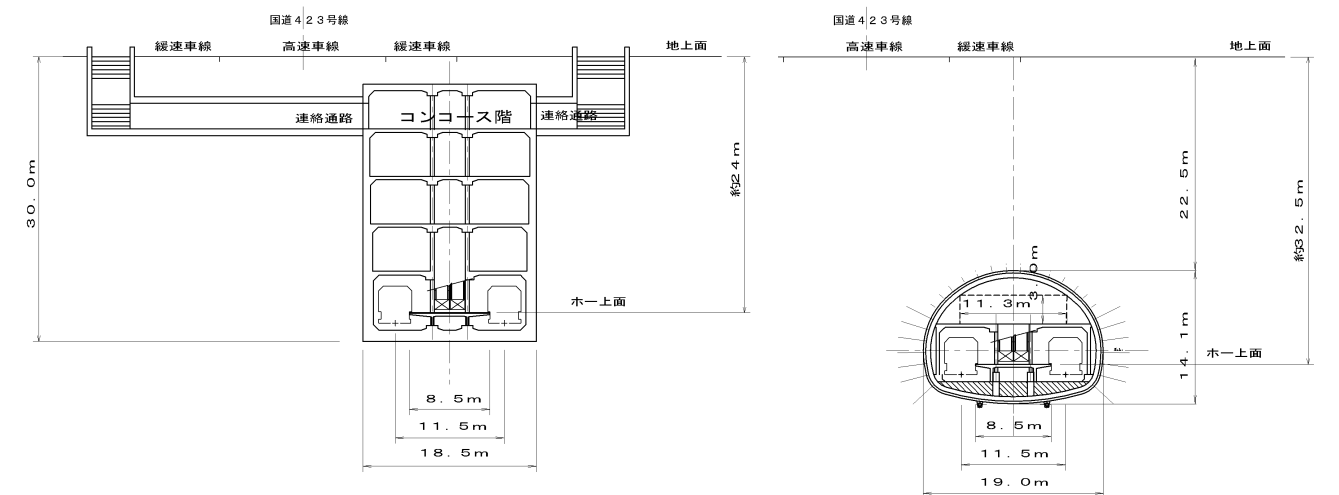 国道４２３号線
緩速車線
高速車線
緩速車線
地上面
連絡通路
コンコース階
連絡通路
30.0m
約24m
ホーム面
8.5m
11.5m
18.5m
国道４２３号線
高速車線
緩速車線
地上面
22.5m
約32.5m
3.0m
11.3m
14.1m
ホーム面
8.5m
11.5m
19.0m